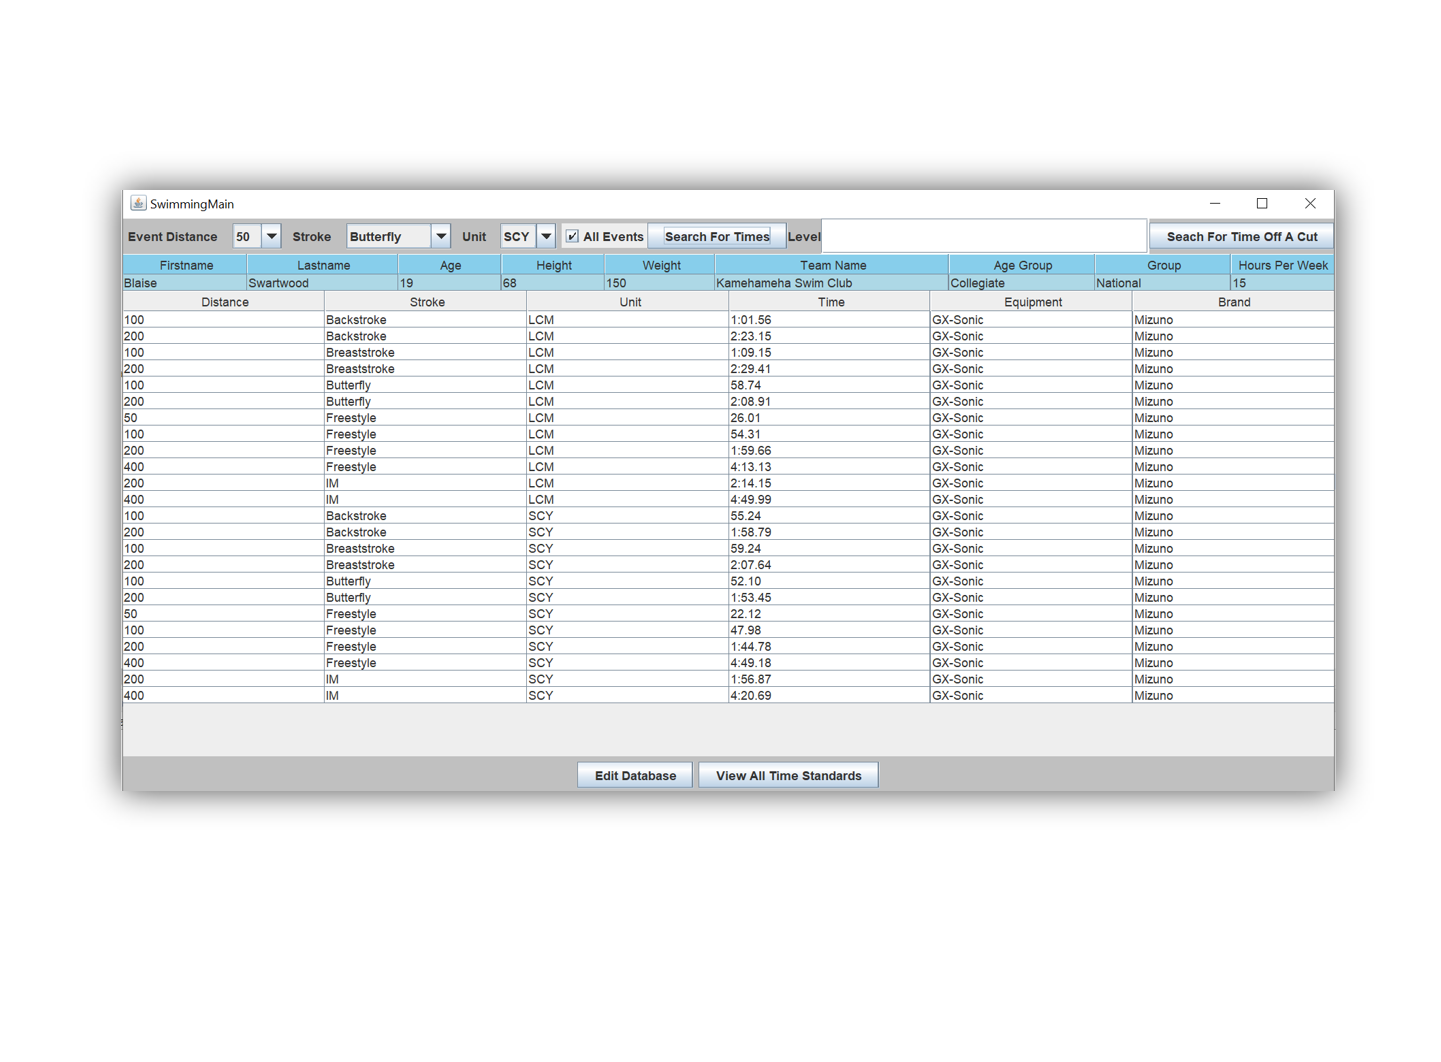 SwimmingMain
Event Distance 50 Stroke Butterfly Unit SCY All Events Search For Times Level Seach For Time Off A Cut
Firstname Lastname Age Height Weight Team Name Age Group Group Hours Per Week
Blaise Swartwood 19 68 150 Kamehameha Swim Club Collegiate National 15
Distance Stroke Unit Time Equipment Brand
100 Backstroke LCM 1:01.56 GX-Sonic Mizuno
200 Backstroke LCM 2:23.15 GX-Sonic Mizuno
100 Breaststroke LCM 1:09.15 GX-Sonic Mizuno
200 Breaststroke LCM 2:29.41 GX-Sonic Mizuno
100 Butterfly LCM 58.74 GX-Sonic Mizuno
200 Butterfly LCM 2:08.91 GX-Sonic Mizuno
50 Freestyle LCM 26.01 GX-Sonic Mizuno
100 Freestyle LCM 54.31 GX-Sonic Mizuno
200 Freestyle LCM 1:59.66 GX-Sonic Mizuno
400 Freestyle LCM 4:13.13 GX-Sonic Mizuno
200 IM LCM 2:14.15 GX-Sonic Mizuno
400 IM LCM 4:49.99 GX-Sonic Mizuno
100 Backstroke SCY 55.24 GX-Sonic Mizuno
200 Backstroke SCY 1:58.79 GX-Sonic Mizuno
100 Breaststroke SCY 59.24 GX-Sonic Mizuno
200 Breaststroke SCY 2:07.64 GX-Sonic Mizuno
100 Butterfly SCY 52.10 GX-Sonic Mizuno
200 Butterfly SCY 1:53.45 GX-Sonic Mizuno
50 Freestyle SCY 22.12 GX-Sonic Mizuno
100 Freestyle SCY 47.98 GX-Sonic Mizuno
200 Freestyle SCY 1:44.78 GX-Sonic Mizuno
400 Freestyle SCY 4:49.18 GX-Sonic Mizuno
200 IM SCY 1:56.87 GX-Sonic Mizuno
400 IM SCY 4:20.69 GX-Sonic Mizuno
Edit Database View All Time Standards